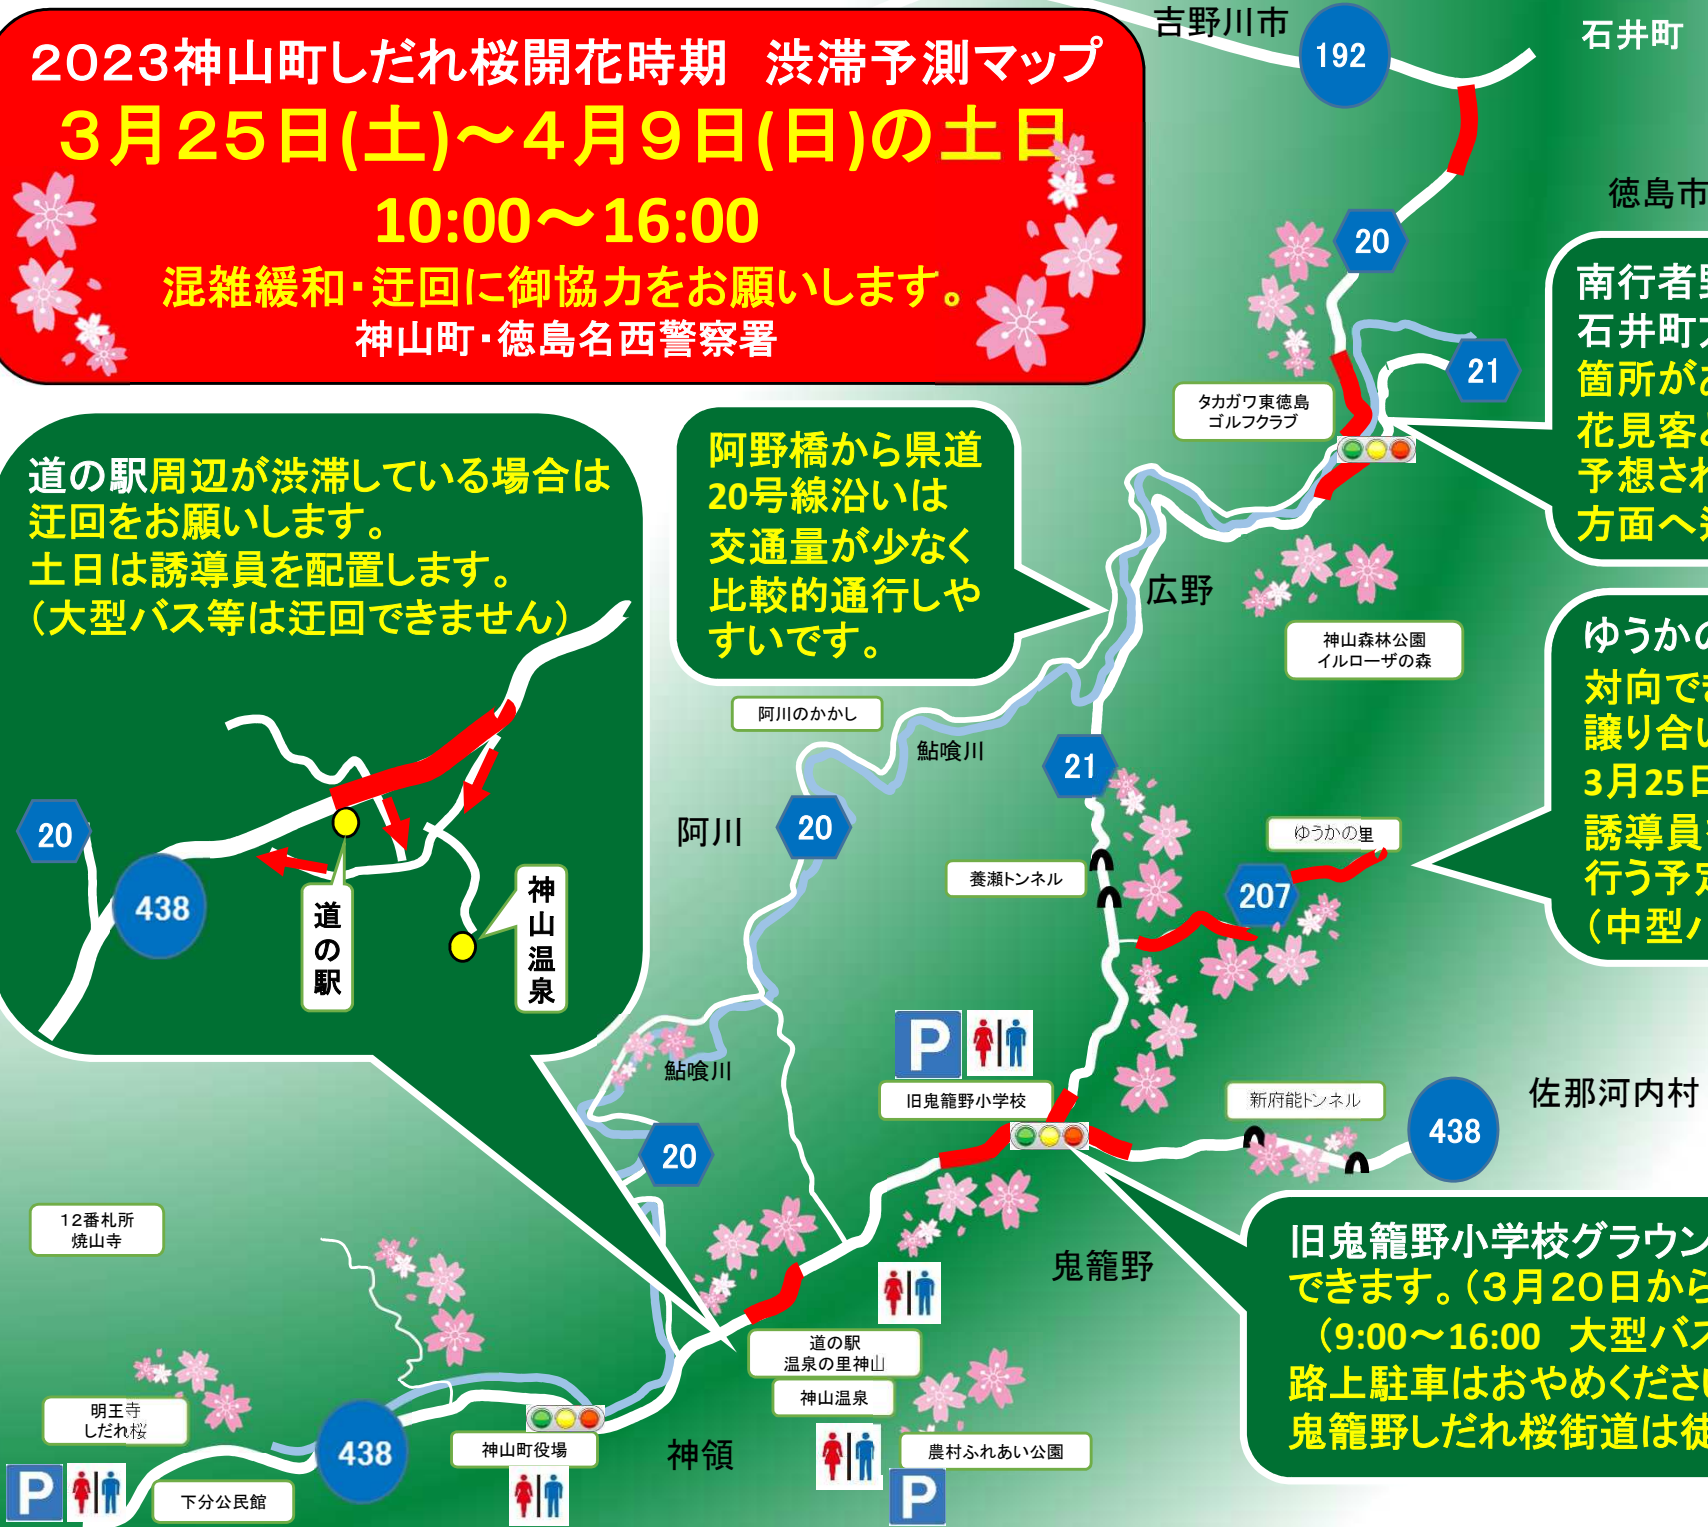 2023神山町しだれ桜開花時期　渋滞予測マップ
3月25日(土)～4月9日(日)の土日
10:00～16:00
混雑緩和・迂回に御協力をお願いします。
神山町・徳島名西警察署
吉野川市
192
石井町
徳島市
20
21
南行者野
石井町
箇所があ
花見客
予想され
方面へ
タカガワ東徳島
ゴルフクラブ
道の駅周辺が渋滞している場合は
迂回をお願いします。
土日は誘導員を配置します。
（大型バス等は迂回できません）
20
438
道の駅
神山温泉
阿野橋から県道
20号線沿いは
交通量が少なく
比較的通行しや
すいです。
広野
神山森林公園
イルローザの森
ゆうかの
対向でき
譲り合い
3月25日
誘導員
行う予定
（中型バ
阿川のかかし
鮎喰川
21
阿川
20
ゆうかの里
養瀬トンネル
207
P
旧鬼籠野小学校
鮎喰川
新府能トンネル
438
佐那河内村
20
12番札所
焼山寺
鬼籠野
旧鬼籠野小学校グラウン
できます。（3月20日から
（9:00～16:00　大型バス
路上駐車はおやめくださ
鬼籠野しだれ桜街道は徒
道の駅
温泉の里神山
神山温泉
明王寺
しだれ桜
438
神山町役場
神領
農村ふれあい公園
P
下分公民館
P